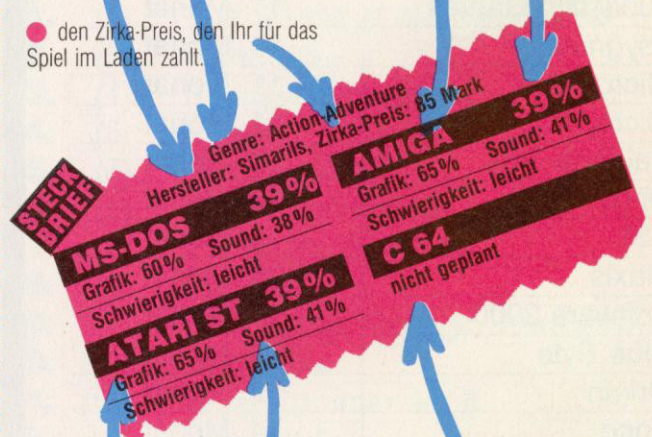 ● den Zirka-Preis, den Ihr für das
Spiel im Laden zahlt.
STECK
BRIEF
Genre: Action-Adventure
Hersteller: Simarils, Zirka-Preis: 85 Mark
MS-DOS 39%
Grafik: 60% Sound: 38%
Schwierigkeit: leicht
ATARI ST 39%
Grafik: 65% Sound: 41%
Schwierigkeit: leicht
AMIGA 39%
Grafik: 65% Sound: 41%
Schwierigkeit: leicht
C 64
nicht geplant